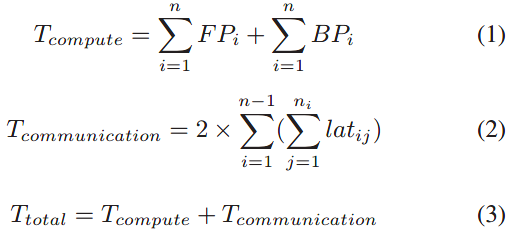 T_{compute} = \sum_{i=1}^{n} FP_i + \sum_{i=1}^{n} BP_i (1)
T_{communication} = 2 \times \sum_{i=1}^{n-1} ( \sum_{j=1}^{n_i} lat_{ij} ) (2)
T_{total} = T_{compute} + T_{communication} (3)